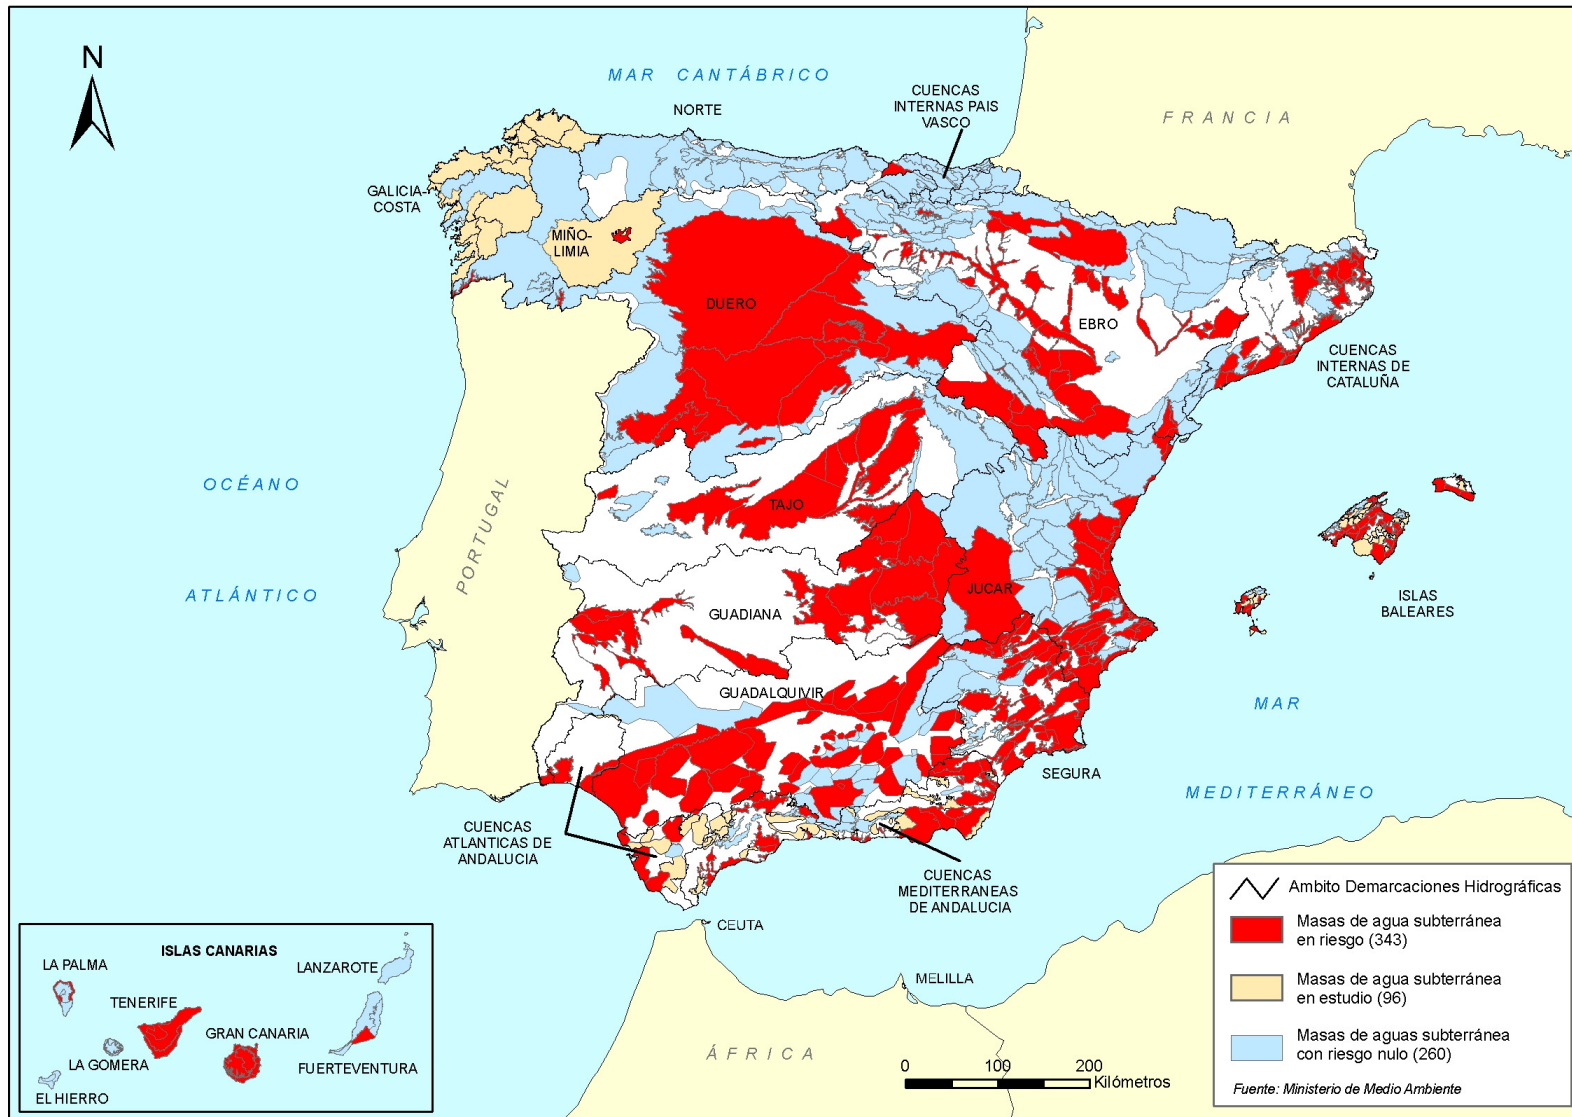 N
MAR CANTÁBRICO
NORTE
CUENCAS
INTERNAS PAIS
VASCO
FRANCIA
GALICIA-
COSTA
MIÑO-
LIMIA
DUERO
EBRO
CUENCAS
INTERNAS DE
CATALUÑA
OCÉANO
ATLÁNTICO
PORTUGAL
TAJO
JUCAR
GUADIANA
ISLAS
BALEARES
GUADALQUIVIR
MAR
MEDITERRÁNEO
SEGURA
CUENCAS
ATLANTICAS DE
ANDALUCIA
CUENCAS
MEDITERRANEAS
DE ANDALUCIA
CEUTA
MELILLA
ÁFRICA
ISLAS CANARIAS
LA PALMA
LANZAROTE
TENERIFE
GRAN CANARIA
LA GOMERA
FUERTEVENTURA
EL HIERRO
0 100 200
Kilómetros
Ambito Demarcaciones Hidrográficas
Masas de agua subterránea
en riesgo (343)
Masas de agua subterránea
en estudio (96)
Masas de aguas subterránea
con riesgo nulo (260)
Fuente: Ministerio de Medio Ambiente